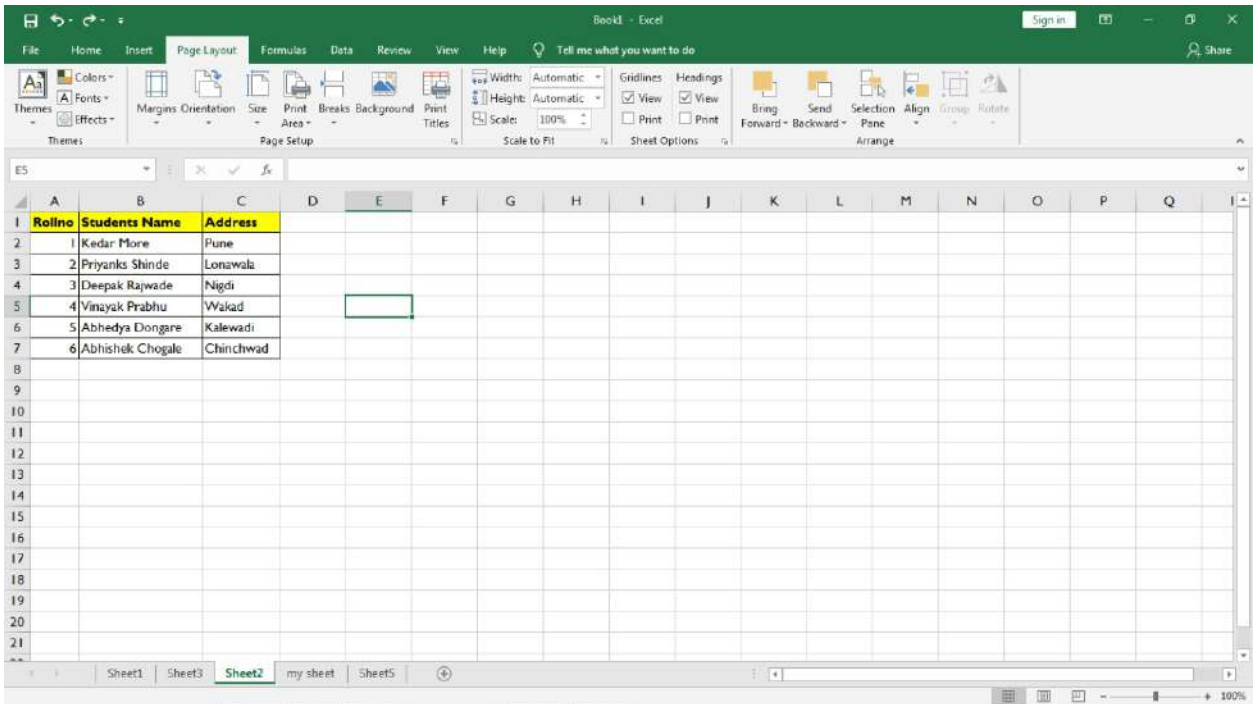 Book1 - Excel
Sign in
File Home Insert Page Layout Formulas Data Review View Help Tell me what you want to do
Share
Colors Width: Automatic Gridlines Headings
Aa A Fonts Height: Automatic View View
Themes Margins Orientation Size Print Breaks Background Print Bring Send Selection Align Group Rotate
Effects Area Titles Scale: 100% Print Print Forward Backward Pane
Themes Page Setup Scale to Fit Sheet Options Arrange
E5 fx
A B C D E F G H I J K L M N O P Q
1 Rollno Students Name Address
2 1 Kedar More Pune
3 2 Priyanks Shinde Lonawala
4 3 Deepak Rajwade Nigdi
5 4 Vinayak Prabhu Wakad
6 5 Abhedya Dongare Kalewadi
7 6 Abhishek Chogale Chinchwad
8
9
10
11
12
13
14
15
16
17
18
19
20
21
Sheet1 Sheet3 Sheet2 my sheet Sheet5
100%